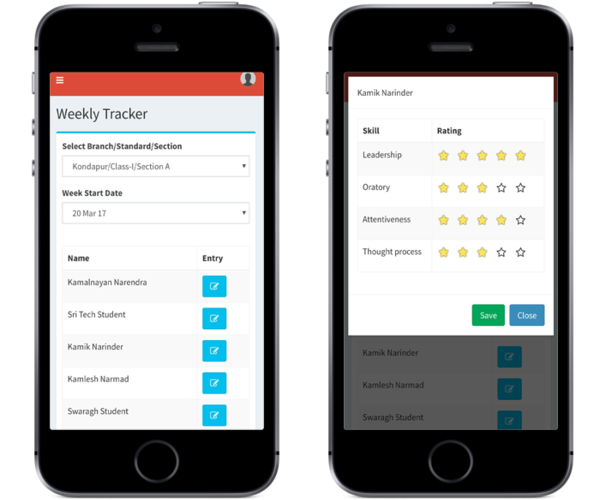 Weekly Tracker
Select Branch/Standard/Section
Kondapur/Class-I/Section A
Week Start Date
20 Mar 17
Name Entry
Kamalnayan Narendra
Sri Tech Student
Kamik Narinder
Kamlesh Narmad
Swaragh Student
Kamik Narinder
Skill Rating
Leadership
Oratory
Attentiveness
Thought process
Save Close
Kamik Narinder
Kamlesh Narmad
Swaragh Student